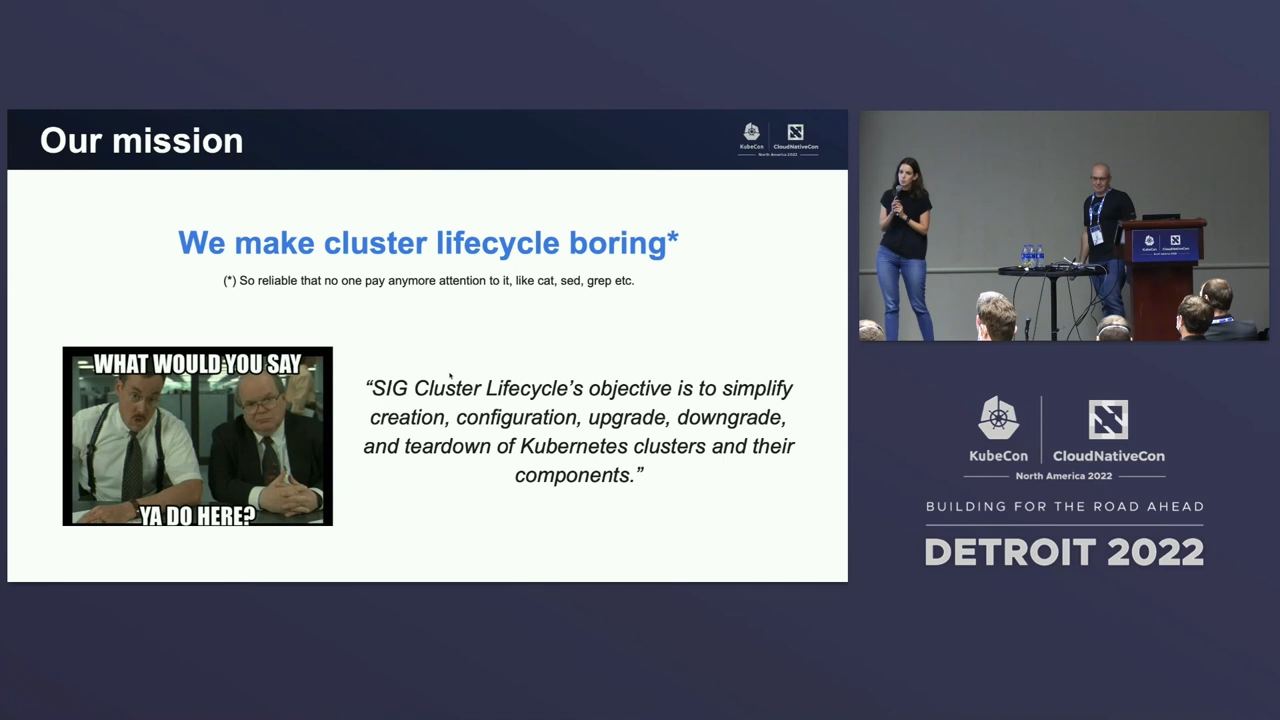 Our mission
KubeCon
CloudNativeCon
North America 2022
We make cluster lifecycle boring*
(*) So reliable that no one pay anymore attention to it, like cat, sed, grep etc.
WHAT WOULD YOU SAY
YA DO HERE?
“SIG Cluster Lifecycle’s objective is to simplify
creation, configuration, upgrade, downgrade,
and teardown of Kubernetes clusters and their
components.”
KubeCon
CloudNativeCon
KubeCon
CloudNativeCon
North America 2022
BUILDING FOR THE ROAD AHEAD
DETROIT 2022